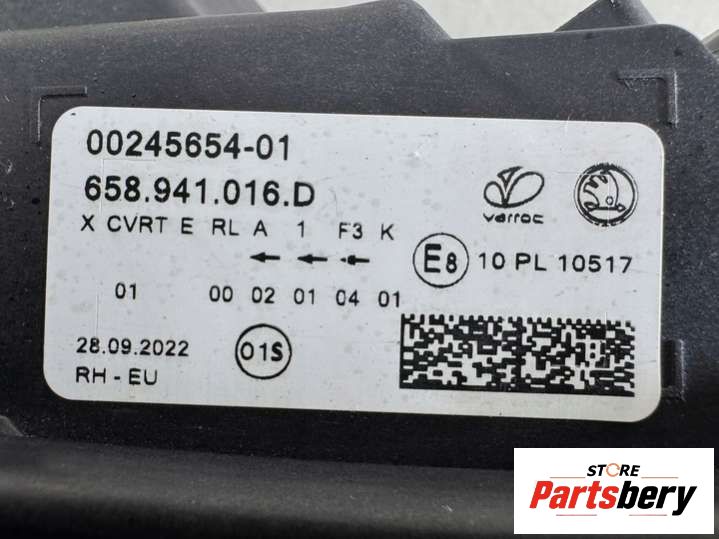 00245654-01
658.941.016.D
varroc
X CVRT E RL A 1 F3 K
E8 10 PL 10517
01 00 02 01 04 01
28.09.2022
01S
RH - EU
STORE
Partsbery